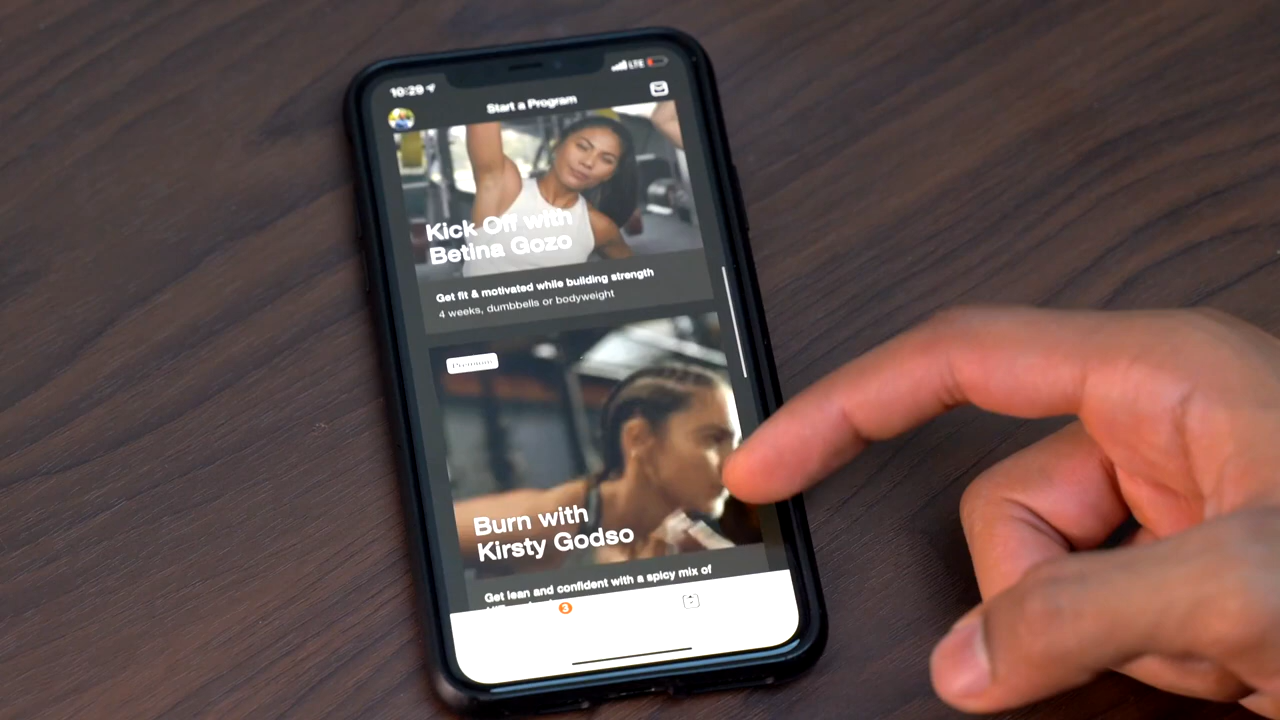 10:29
LTE
Start a Program
Kick Off with
Betina Gozo
Get fit & motivated while building strength
4 weeks, dumbbells or bodyweight
Premium
Burn with
Kirsty Godso
Get lean and confident with a spicy mix of
3